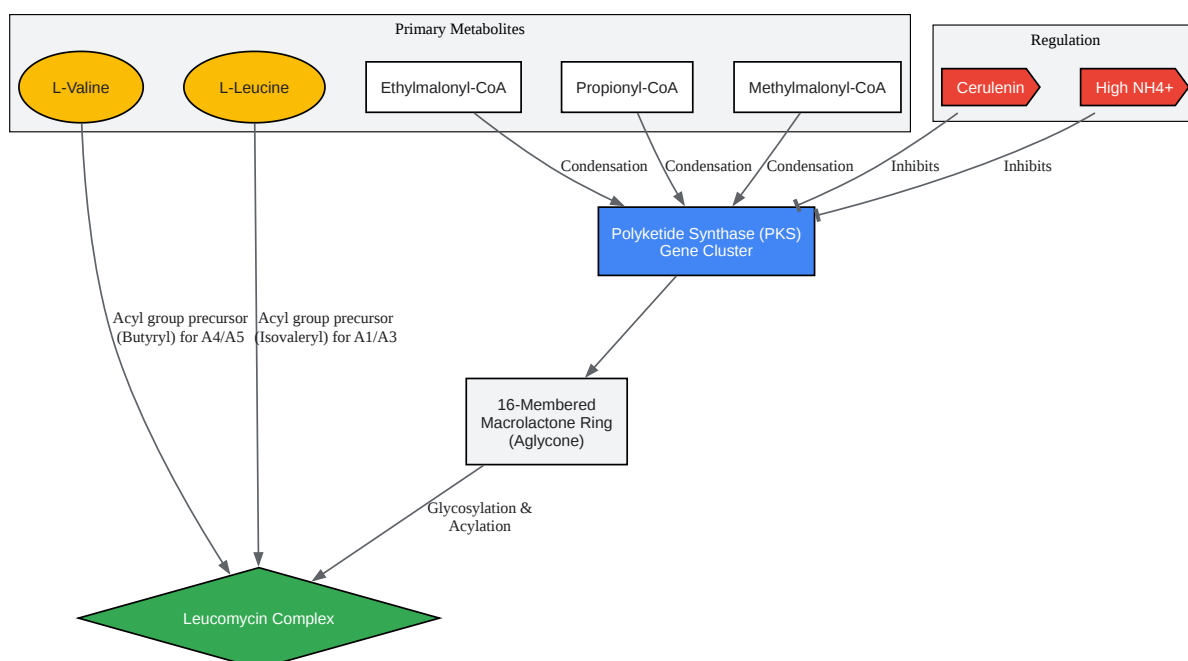 Primary Metabolites
Regulation
L-Valine
L-Leucine
Ethylmalonyl-CoA
Propionyl-CoA
Methylmalonyl-CoA
Cerulenin
High NH4+
Condensation
Condensation
Condensation
Inhibits
Inhibits
Polyketide Synthase (PKS)
Gene Cluster
Acyl group precursor
(Butyryl) for A4/A5
Acyl group precursor
(Isovaleryl) for A1/A3
16-Membered
Macrolactone Ring
(Aglycone)
Glycosylation &
Acylation
Leucomycin Complex